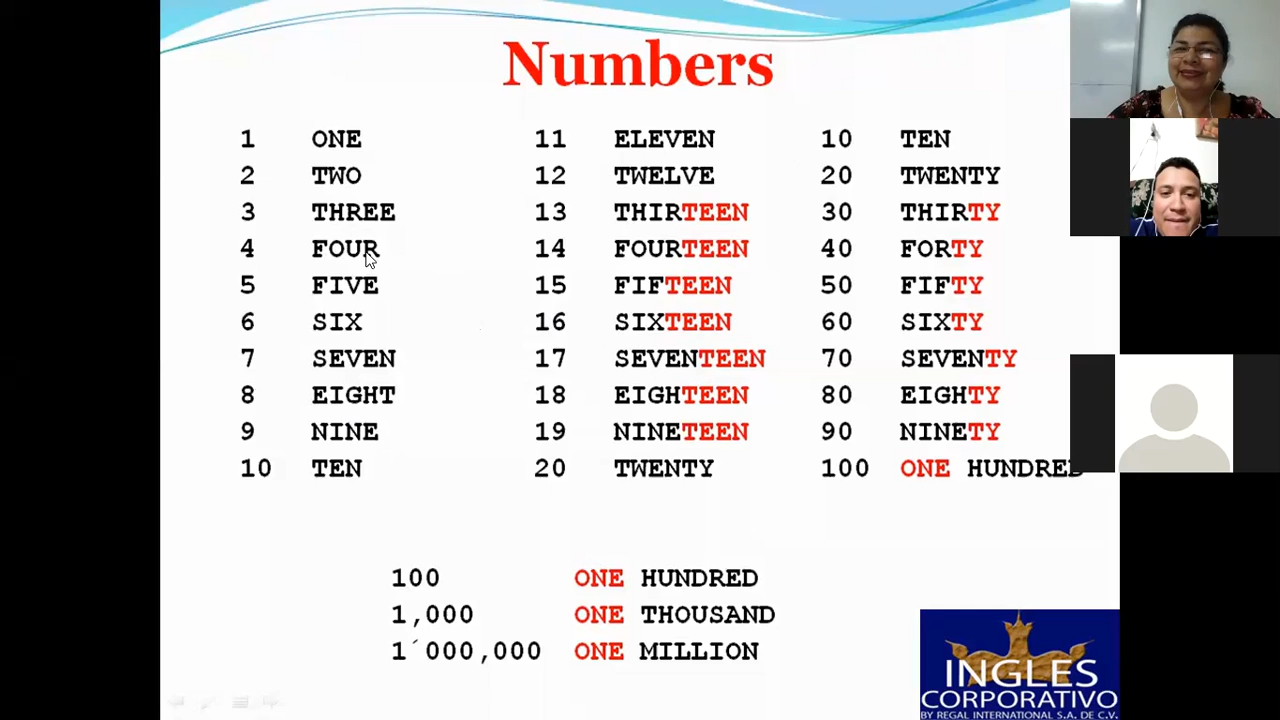 Numbers
1 ONE 11 ELEVEN 10 TEN
2 TWO 12 TWELVE 20 TWENTY
3 THREE 13 THIRTEEN 30 THIRTY
4 FOUR 14 FOURTEEN 40 FORTY
5 FIVE 15 FIFTEEN 50 FIFTY
6 SIX 16 SIXTEEN 60 SIXTY
7 SEVEN 17 SEVENTEEN 70 SEVENTY
8 EIGHT 18 EIGHTEEN 80 EIGHTY
9 NINE 19 NINETEEN 90 NINETY
10 TEN 20 TWENTY 100 ONE HUNDRED
100 ONE HUNDRED
1,000 ONE THOUSAND
1´000,000 ONE MILLION
INGLES
CORPORATIVO
BY REGAL INTERNATIONAL S.A. DE C.V.